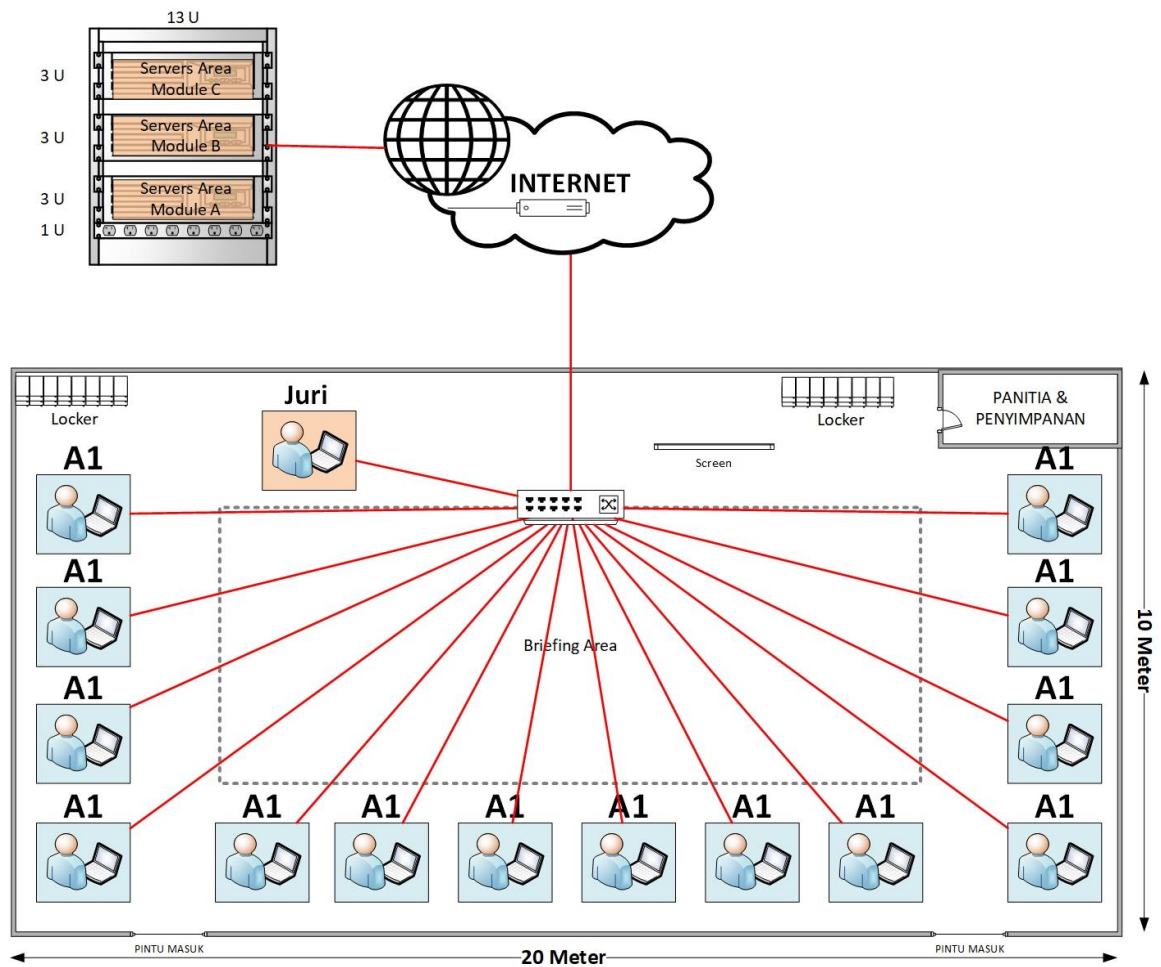 13 U
3 U
Servers Area
Module C
3 U
Servers Area
Module B
3 U
Servers Area
Module A
1 U
INTERNET
Locker
Juri
Screen
Locker
PANITIA &
PENYIMPANAN
A1
A1
A1
A1
A1
A1
Briefing Area
10 Meter
A1
A1
A1
A1
A1
A1
A1
A1
PINTU MASUK
20 Meter
PINTU MASUK